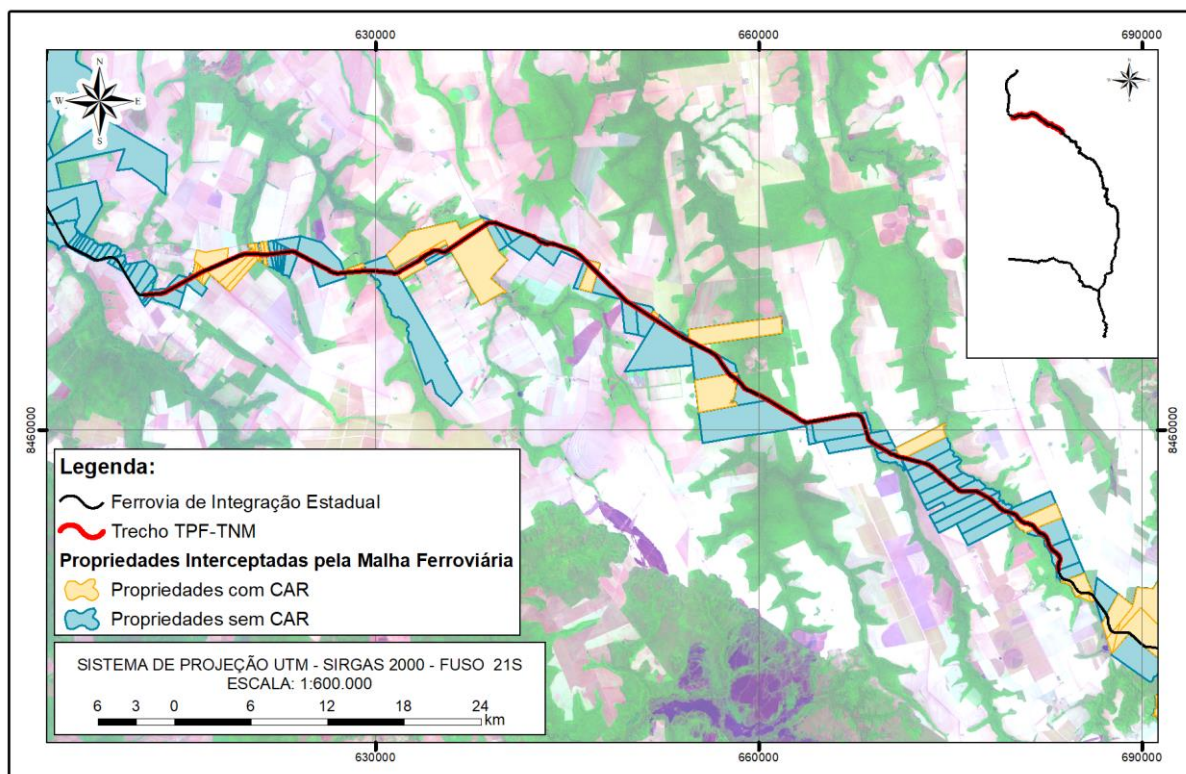 630000 660000 690000
N
W E
S
8460000 8460000
Legenda:
Ferrovia de Integração Estadual
Trecho TPF-TNM
Propriedades Interceptadas pela Malha Ferroviária
Propriedades com CAR
Propriedades sem CAR
SISTEMA DE PROJEÇÃO UTM - SIRGAS 2000 - FUSO 21S
ESCALA: 1:600.000
6 3 0 6 12 18 24
km
630000 660000 690000